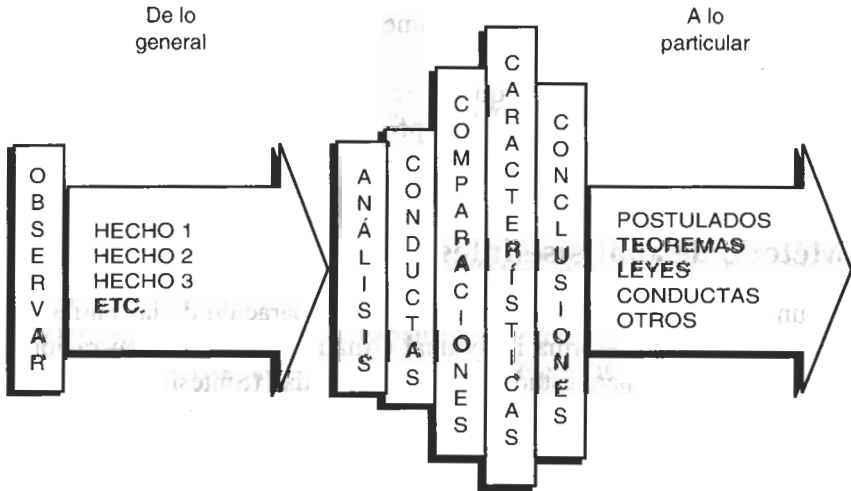 De lo
general
A lo
particular
OBSERVAR
HECHO 1
HECHO 2
HECHO 3
ETC.
ANÁLISIS
CONDUCTAS
COMPARACIONES
CARACTERÍSTICAS
CONCLUSIONES
POSTULADOS
TEOREMAS
LEYES
CONDUCTAS
OTROS